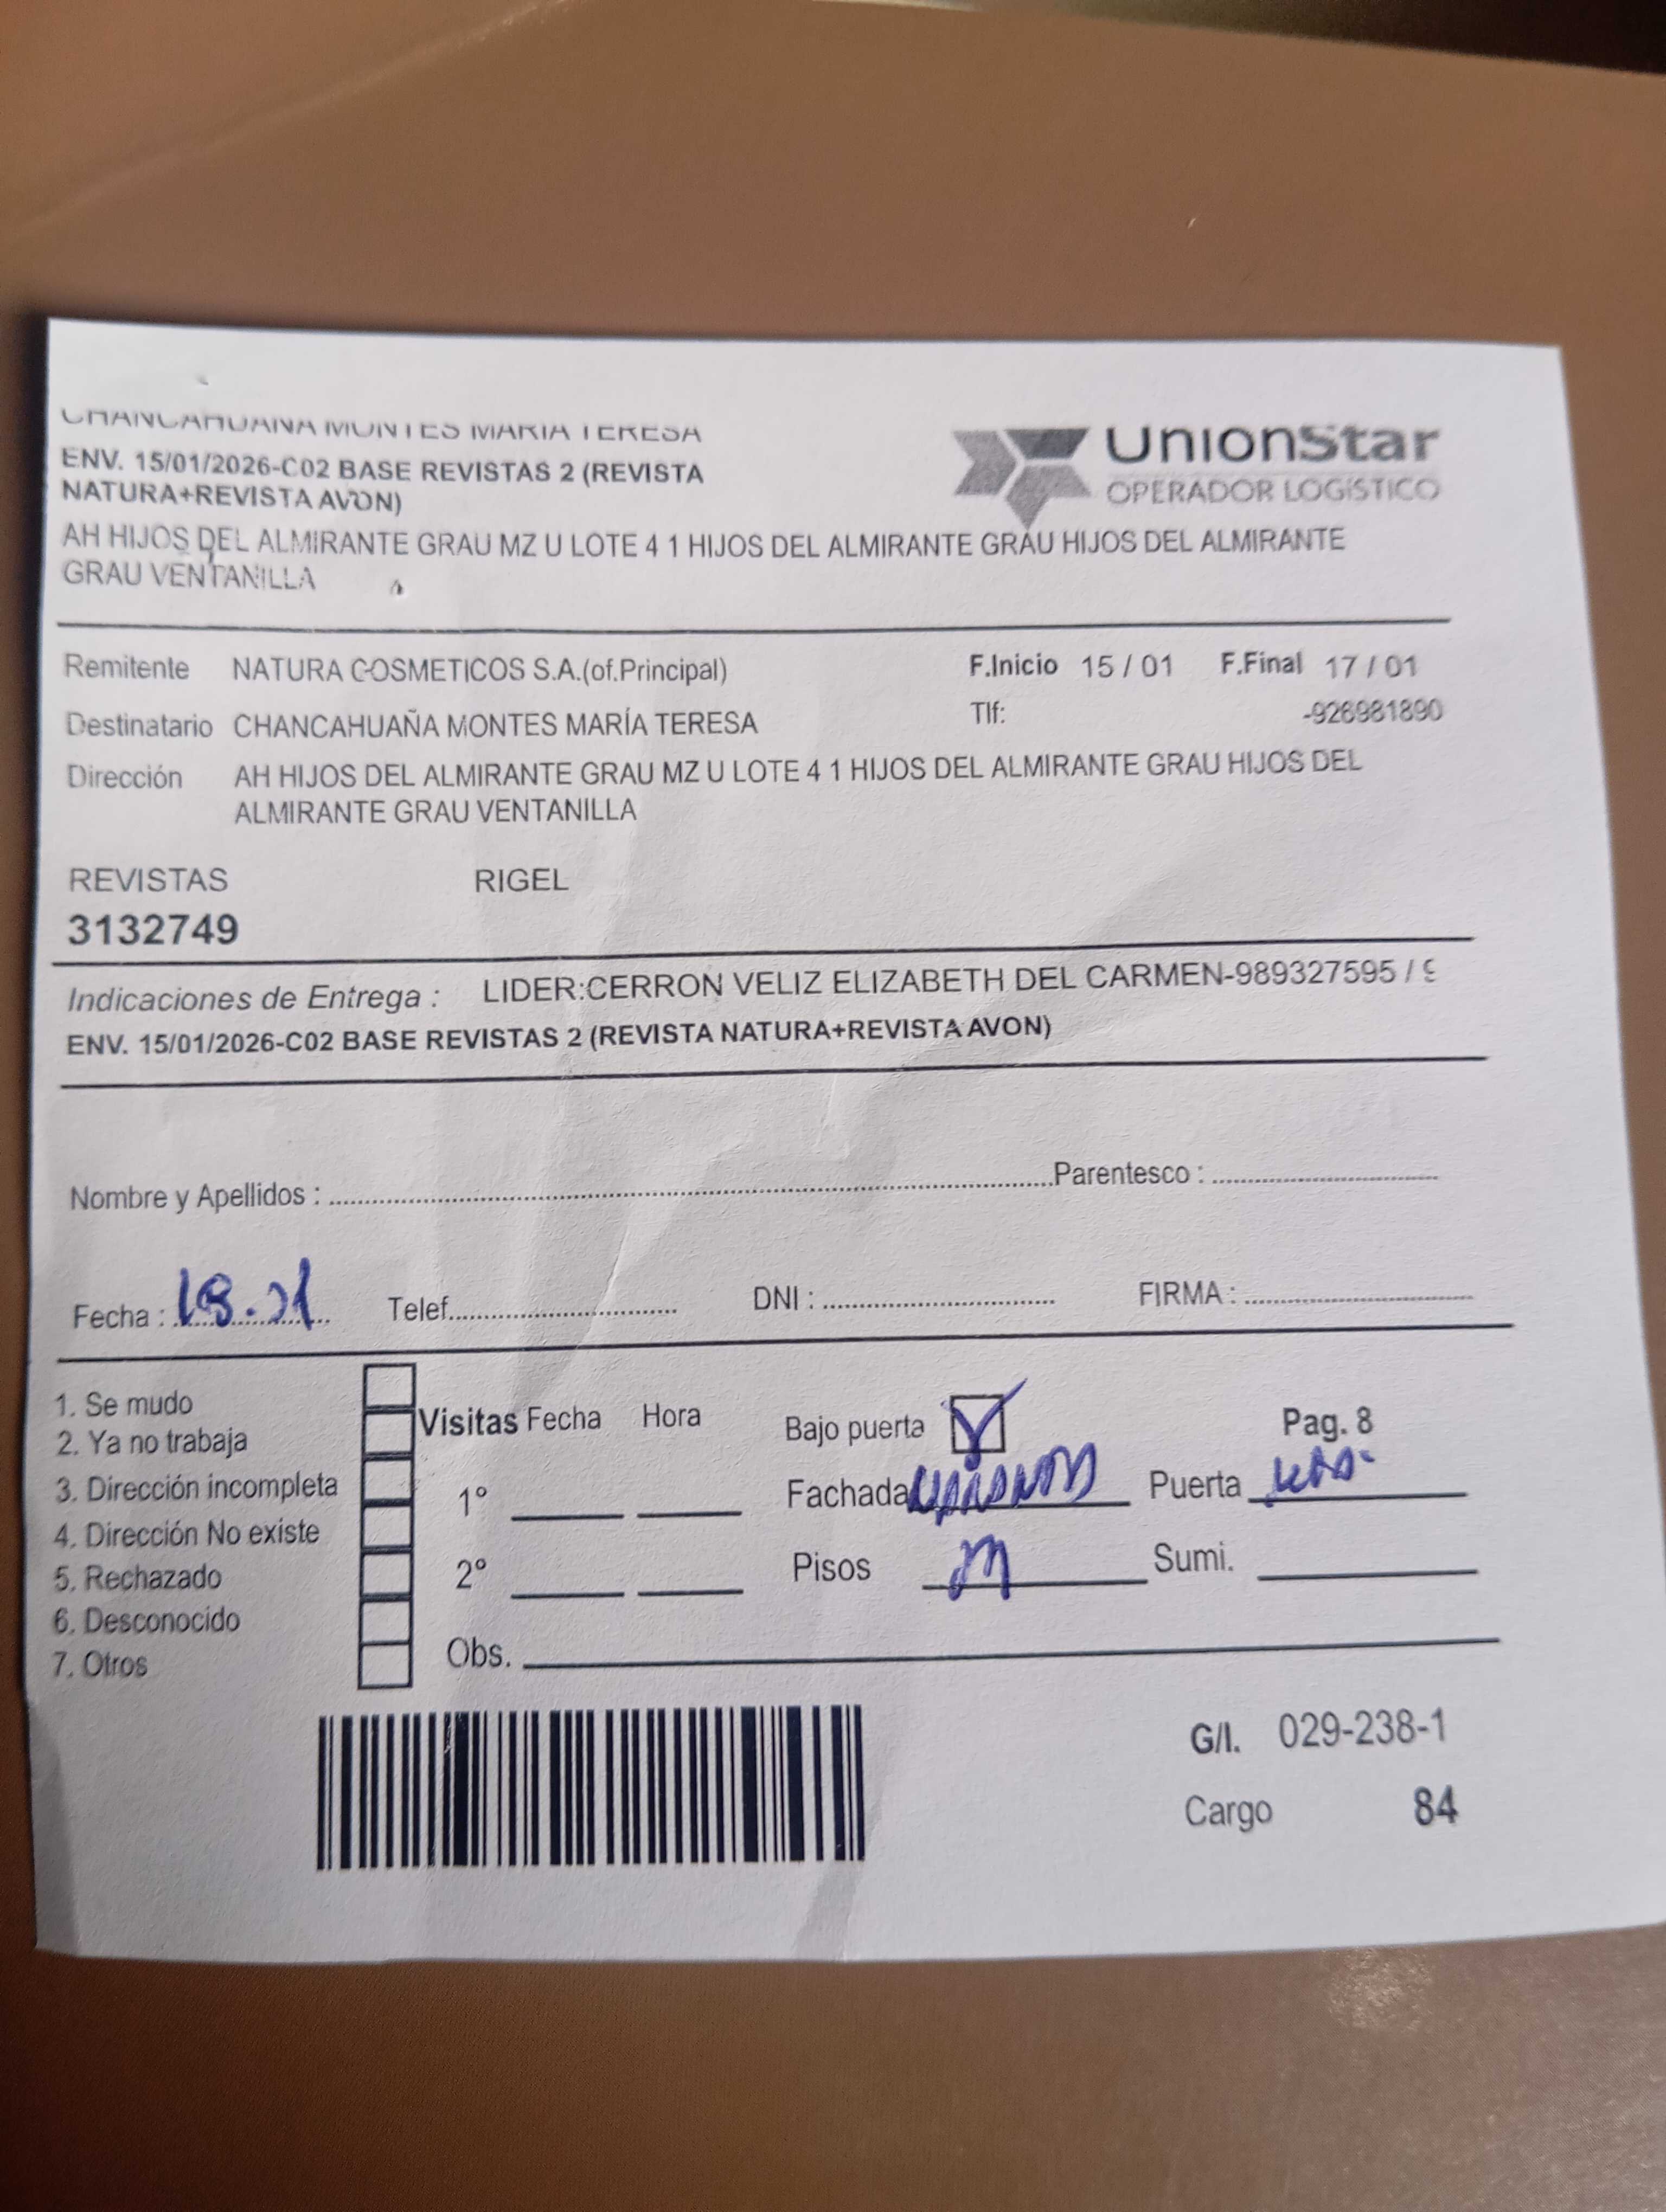 CHANCAHUAÑA MONTES MARÍA TERESA
ENV. 15/01/2026-C02 BASE REVISTAS 2 (REVISTA
NATURA+REVISTA AVON)
UnionStar
OPERADOR LOGÍSTICO
AH HIJOS DEL ALMIRANTE GRAU MZ U LOTE 4 1 HIJOS DEL ALMIRANTE GRAU HIJOS DEL ALMIRANTE
GRAU VENTANILLA
Remitente NATURA COSMETICOS S.A.(of.Principal) F.Inicio 15 / 01 F.Final 17 / 01
Destinatario CHANCAHUAÑA MONTES MARÍA TERESA Tlf: -926981890
Dirección AH HIJOS DEL ALMIRANTE GRAU MZ U LOTE 4 1 HIJOS DEL ALMIRANTE GRAU HIJOS DEL
ALMIRANTE GRAU VENTANILLA
REVISTAS RIGEL
3132749
Indicaciones de Entrega : LIDER:CERRON VELIZ ELIZABETH DEL CARMEN-989327595 /
ENV. 15/01/2026-C02 BASE REVISTAS 2 (REVISTA NATURA+REVISTA AVON)
Nombre y Apellidos : Parentesco :
Fecha : Telef. DNI : FIRMA :
1. Se mudo
2. Ya no trabaja
3. Dirección incompleta
4. Dirección No existe
5. Rechazado
6. Desconocido
7. Otros
Visitas Fecha Hora
1°
2°
Obs.
Bajo puerta Pag. 8
Fachada Puerta
Pisos Sumi.
G/I. 029-238-1
Cargo 84